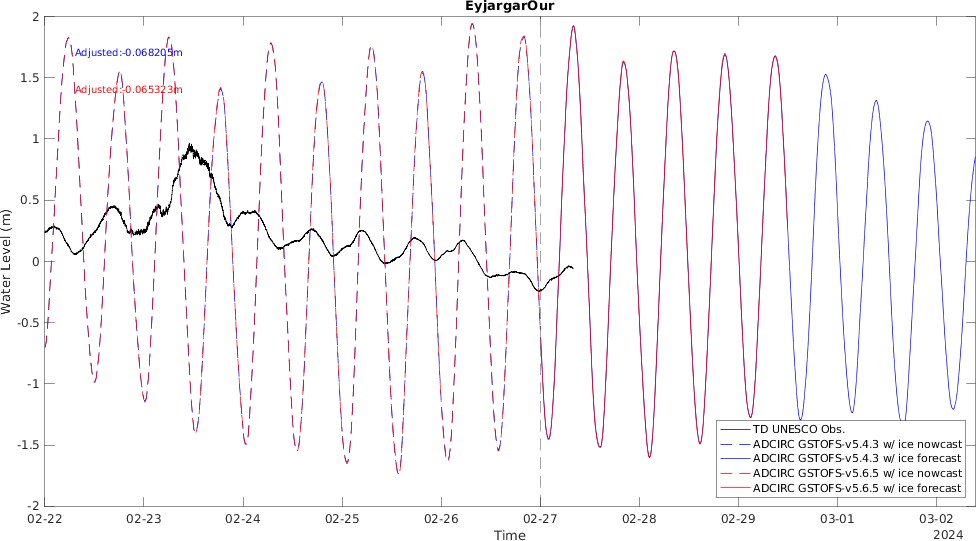 EyjargarOur
Adjusted:-0.068205m
Adjusted:-0.065323m
Water Level (m)
2
1.5
1
0.5
0
-0.5
-1
-1.5
-2
TD UNESCO Obs.
ADCIRC GSTOFS-v5.4.3 w/ ice nowcast
ADCIRC GSTOFS-v5.4.3 w/ ice forecast
ADCIRC GSTOFS-v5.6.5 w/ ice nowcast
ADCIRC GSTOFS-v5.6.5 w/ ice forecast
02-22 02-23 02-24 02-25 02-26 02-27 02-28 02-29 03-01 03-02
Time
2024